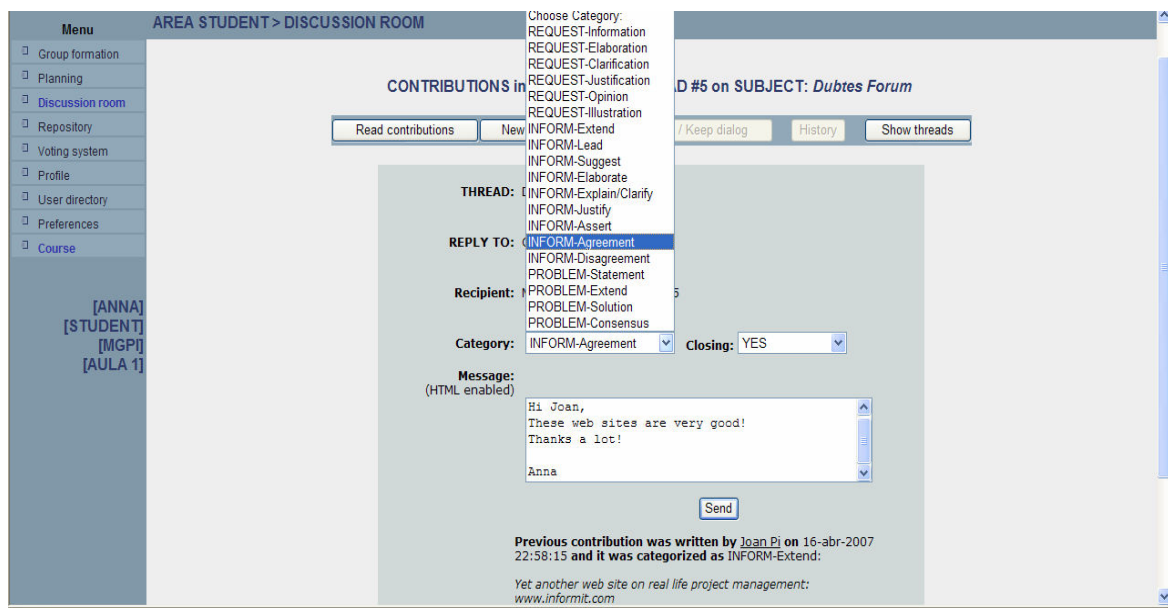 Menu
Group formation
Planning
Discussion room
Repository
Voting system
Profile
User directory
Preferences
Course
[ANNA]
[STUDENT]
[MGPI]
[AULA 1]
AREA STUDENT > DISCUSSION ROOM
CONTRIBUTIONS in
D #5 on SUBJECT: Dubtes Forum
Read contributions
New
/ Keep dialog
History
Show threads
Choose Category:
REQUEST-Information
REQUEST-Elaboration
REQUEST-Clarification
REQUEST-Justification
REQUEST-Opinion
REQUEST-Illustration
INFORM-Extend
INFORM-Lead
INFORM-Suggest
INFORM-Elaborate
INFORM-Explain/Clarify
INFORM-Justify
INFORM-Assert
INFORM-Agreement
INFORM-Disagreement
PROBLEM-Statement
PROBLEM-Extend
PROBLEM-Solution
PROBLEM-Consensus
THREAD:
REPLY TO:
Recipient: 5
Category: INFORM-Agreement Closing: YES
Message:
(HTML enabled)
Hi Joan,
These web sites are very good!
Thanks a lot!
Anna
Send
Previous contribution was written by Joan Pi on 16-abr-2007
22:58:15 and it was categorized as INFORM-Extend:
Yet another web site on real life project management:
www.informit.com